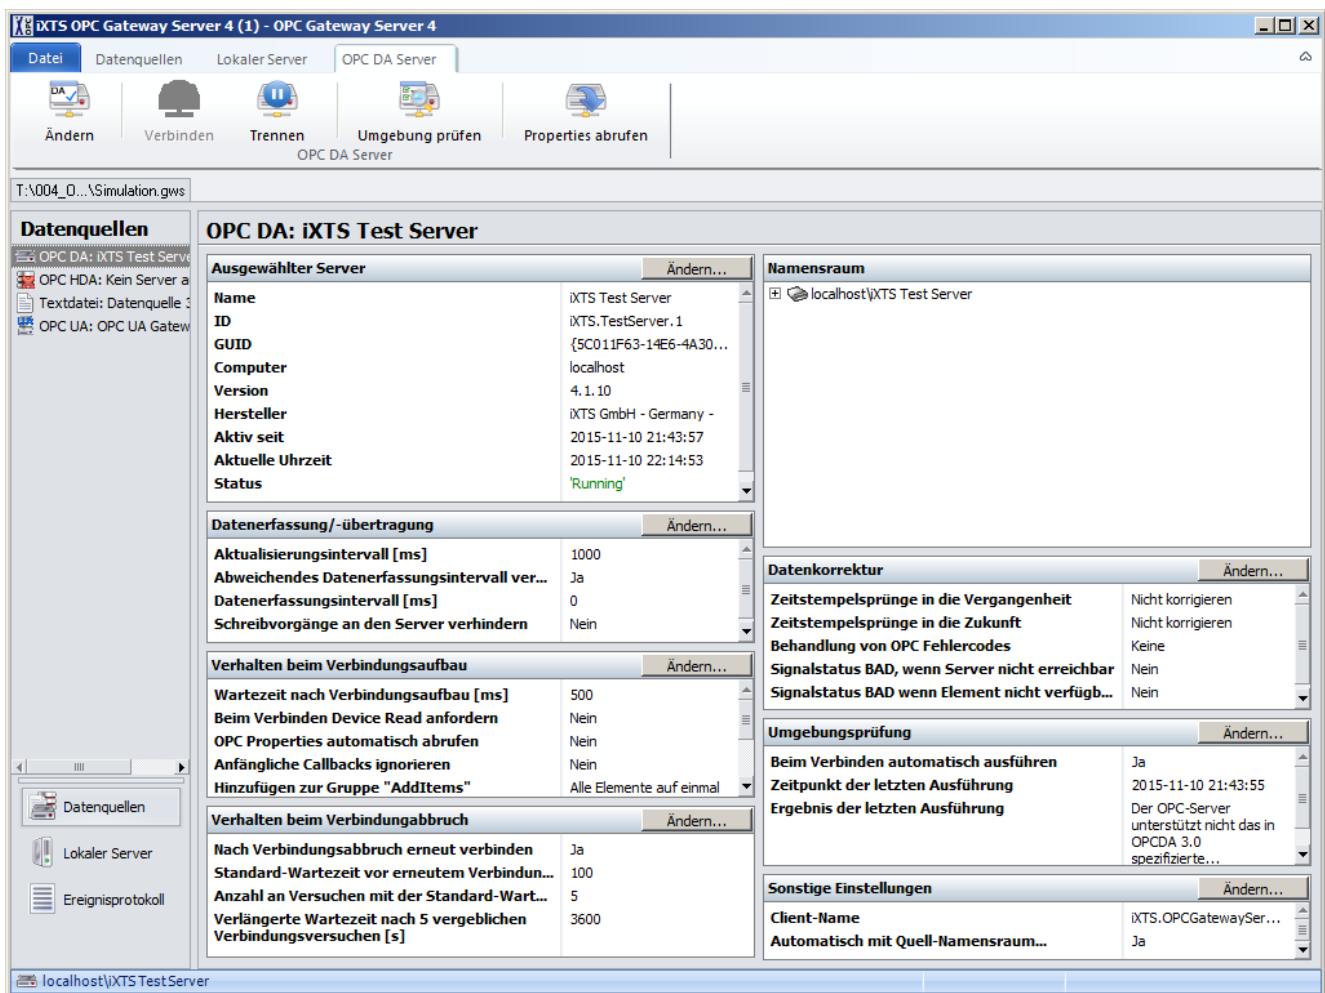 iXTS OPC Gateway Server 4 (1) - OPC Gateway Server 4
Datei Datenquellen Lokaler Server OPC DA Server
Ändern Verbinden Trennen Umgebung prüfen Properties abrufen
OPC DA Server
T:\004_O...\Simulation.gws
Datenquellen
OPC DA: iXTS Test Serve
OPC HDA: Kein Server a
Textdatei: Datenquelle 3
OPC UA: OPC UA Gatew
Datenquellen
Lokaler Server
Ereignisprotokoll
OPC DA: iXTS Test Server
Ausgewählter Server Ändern...
Name iXTS Test Server
ID iXTS.TestServer.1
GUID {5C011F63-14E6-4A30...
Computer localhost
Version 4.1.10
Hersteller iXTS GmbH - Germany -
Aktiv seit 2015-11-10 21:43:57
Aktuelle Uhrzeit 2015-11-10 22:14:53
Status 'Running'
Datenerfassung/-übertragung Ändern...
Aktualisierungsintervall [ms] 1000
Abweichendes Datenerfassungsintervall ver... Ja
Datenerfassungsintervall [ms] 0
Schreibvorgänge an den Server verhindern Nein
Verhalten beim Verbindungsaufbau Ändern...
Wartezeit nach Verbindungsaufbau [ms] 500
Beim Verbinden Device Read anfordern Nein
OPC Properties automatisch abrufen Nein
Anfängliche Callbacks ignorieren Nein
Hinzufügen zur Gruppe "AddItems" Alle Elemente auf einmal
Verhalten beim Verbindungabbruch Ändern...
Nach Verbindungsabbruch erneut verbinden Ja
Standard-Wartezeit vor erneutem Verbindun... 100
Anzahl an Versuchen mit der Standard-Wart... 5
Verlängerte Wartezeit nach 5 vergeblichen 3600
Verbindungsversuchen [s]
Namensraum
localhost\iXTS Test Server
Datenkorrektur Ändern...
Zeitstempelsprünge in die Vergangenheit Nicht korrigieren
Zeitstempelsprünge in die Zukunft Nicht korrigieren
Behandlung von OPC Fehlercodes Keine
Signalstatus BAD, wenn Server nicht erreichbar Nein
Signalstatus BAD wenn Element nicht verfügb... Nein
Umgebungsprüfung Ändern...
Beim Verbinden automatisch ausführen Ja
Zeitpunkt der letzten Ausführung 2015-11-10 21:43:55
Ergebnis der letzten Ausführung Der OPC-Server
unterstützt nicht das in
OPCDA 3.0
spezifizierte...
Sonstige Einstellungen Ändern...
Client-Name iXTS.OPCGatewaySer...
Automatisch mit Quell-Namensraum... Ja
localhost\iXTS Test Server